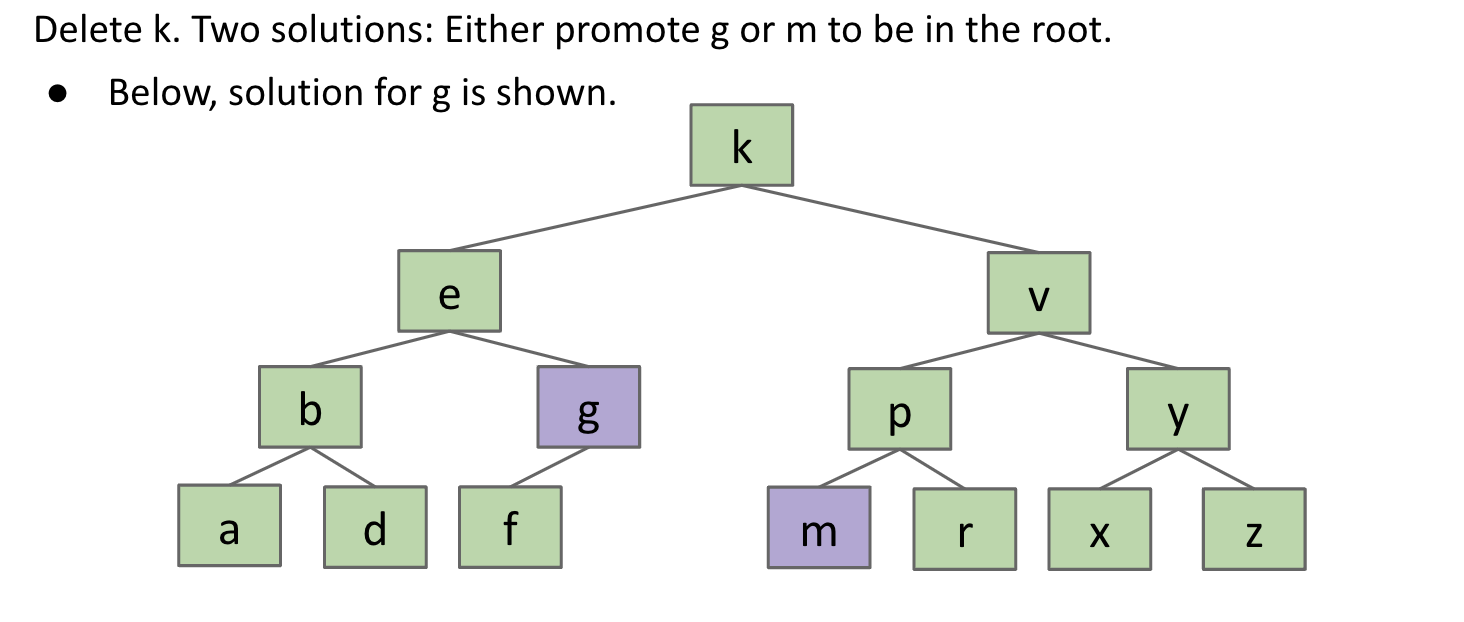 Delete k. Two solutions: Either promote g or m to be in the root.
● Below, solution for g is shown.
k
e v
b g p y
a d f m r x z